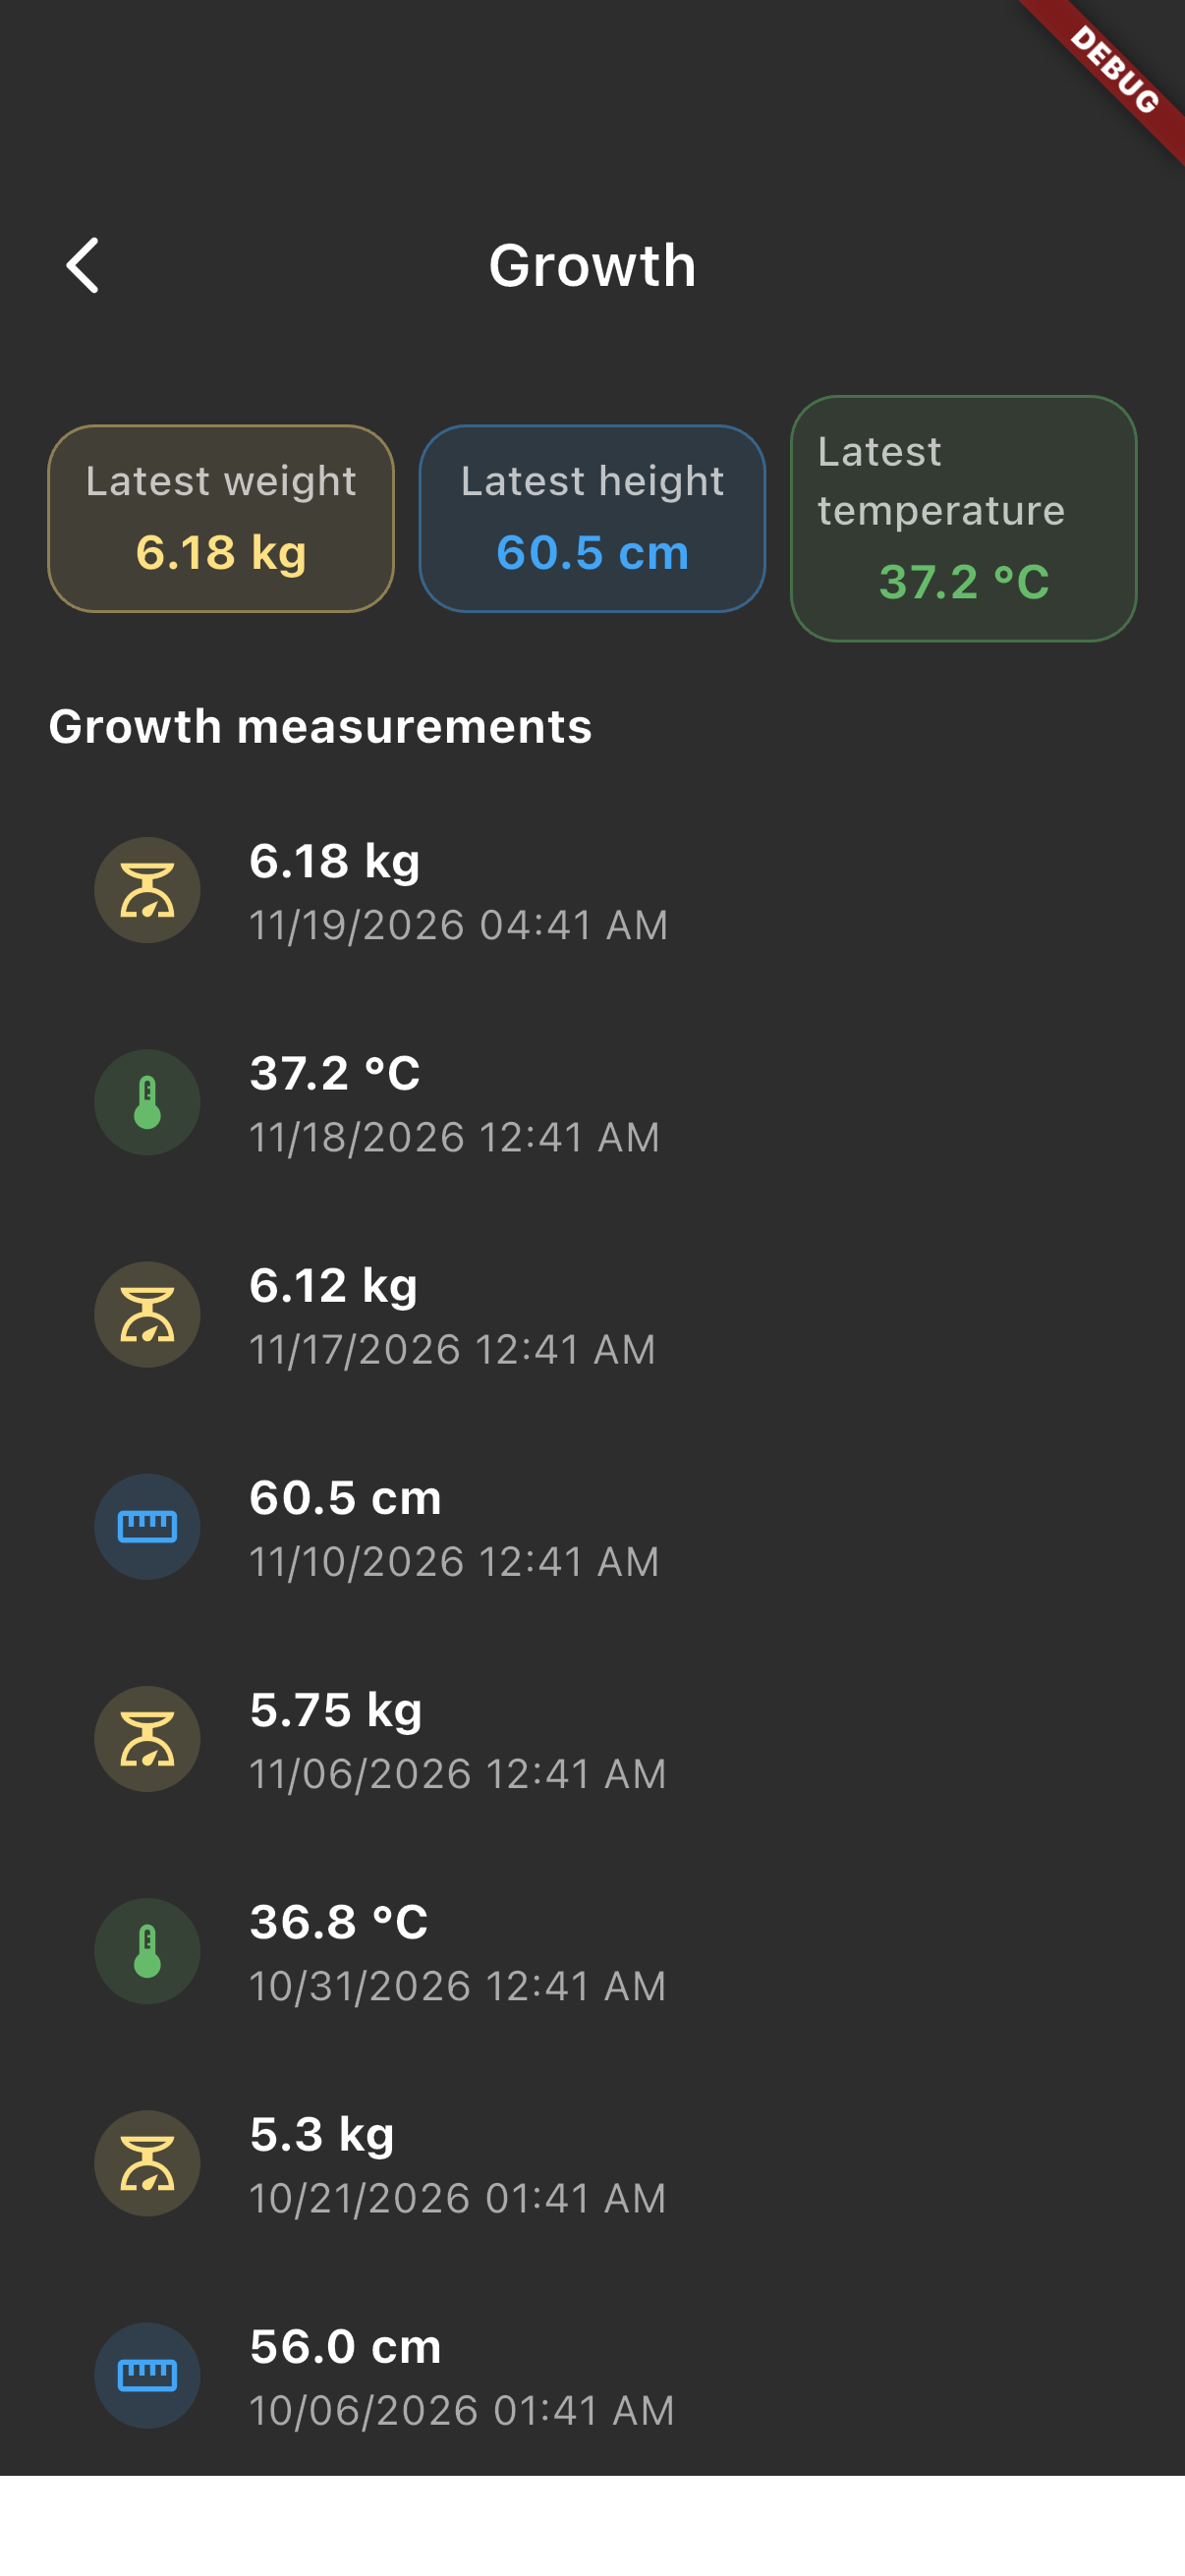 DEBUG
Growth
Latest weight
6.18 kg
Latest height
60.5 cm
Latest
temperature
37.2 °C
Growth measurements
6.18 kg
11/19/2026 04:41 AM
37.2 °C
11/18/2026 12:41 AM
6.12 kg
11/17/2026 12:41 AM
60.5 cm
11/10/2026 12:41 AM
5.75 kg
11/06/2026 12:41 AM
36.8 °C
10/31/2026 12:41 AM
5.3 kg
10/21/2026 01:41 AM
56.0 cm
10/06/2026 01:41 AM